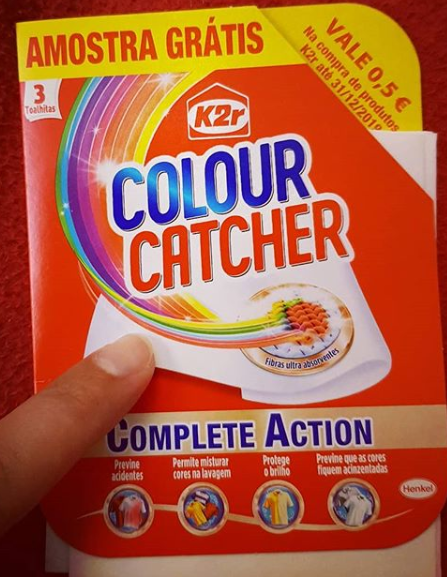 AMOSTRA GRÁTIS
VALE 0,5€
Na compra de produtos
K2r até 31/12/2018
3
Toalhitas
K2r
COLOUR
CATCHER
Fibras ultra absorventes
COMPLETE ACTION
Previne
acidentes
Permite misturar
cores na lavagem
Protege
o brilho
Previne que as cores
fiquem acinzentadas
Henkel